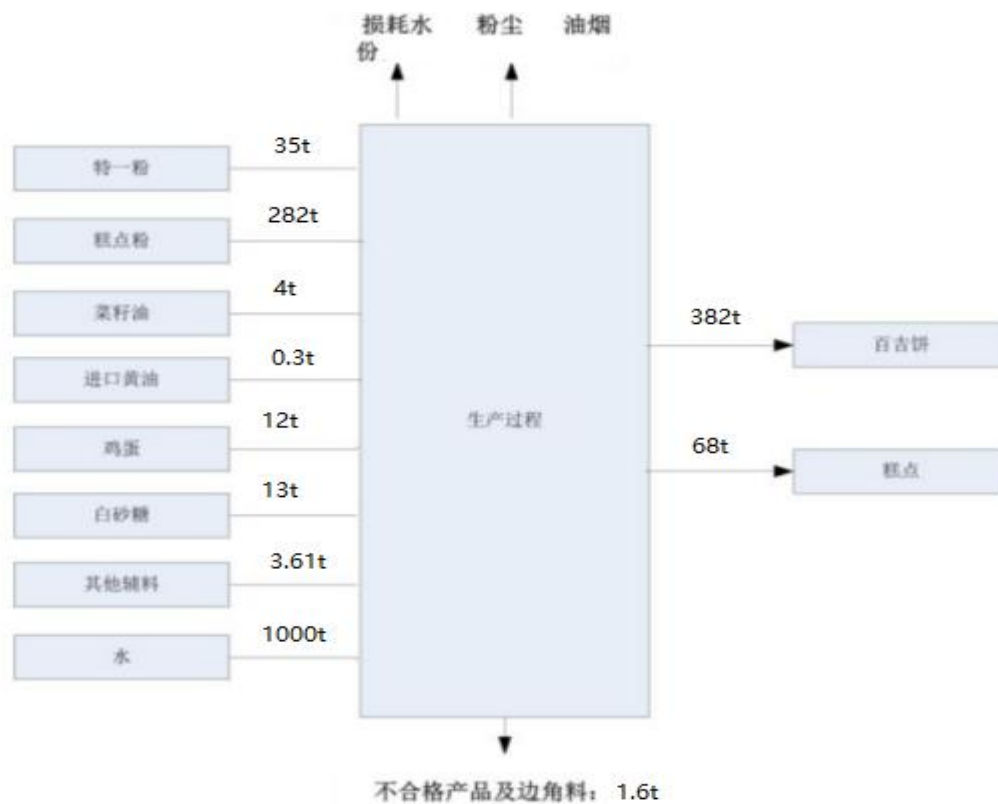 损耗水
份
粉尘
油烟
特一粉
35t
糕点粉
282t
菜籽油
4t
进口黄油
0.3t
鸡蛋
12t
白砂糖
13t
其他辅料
3.61t
水
1000t
生产过程
382t
百吉饼
68t
糕点
不合格产品及边角料： 1.6t